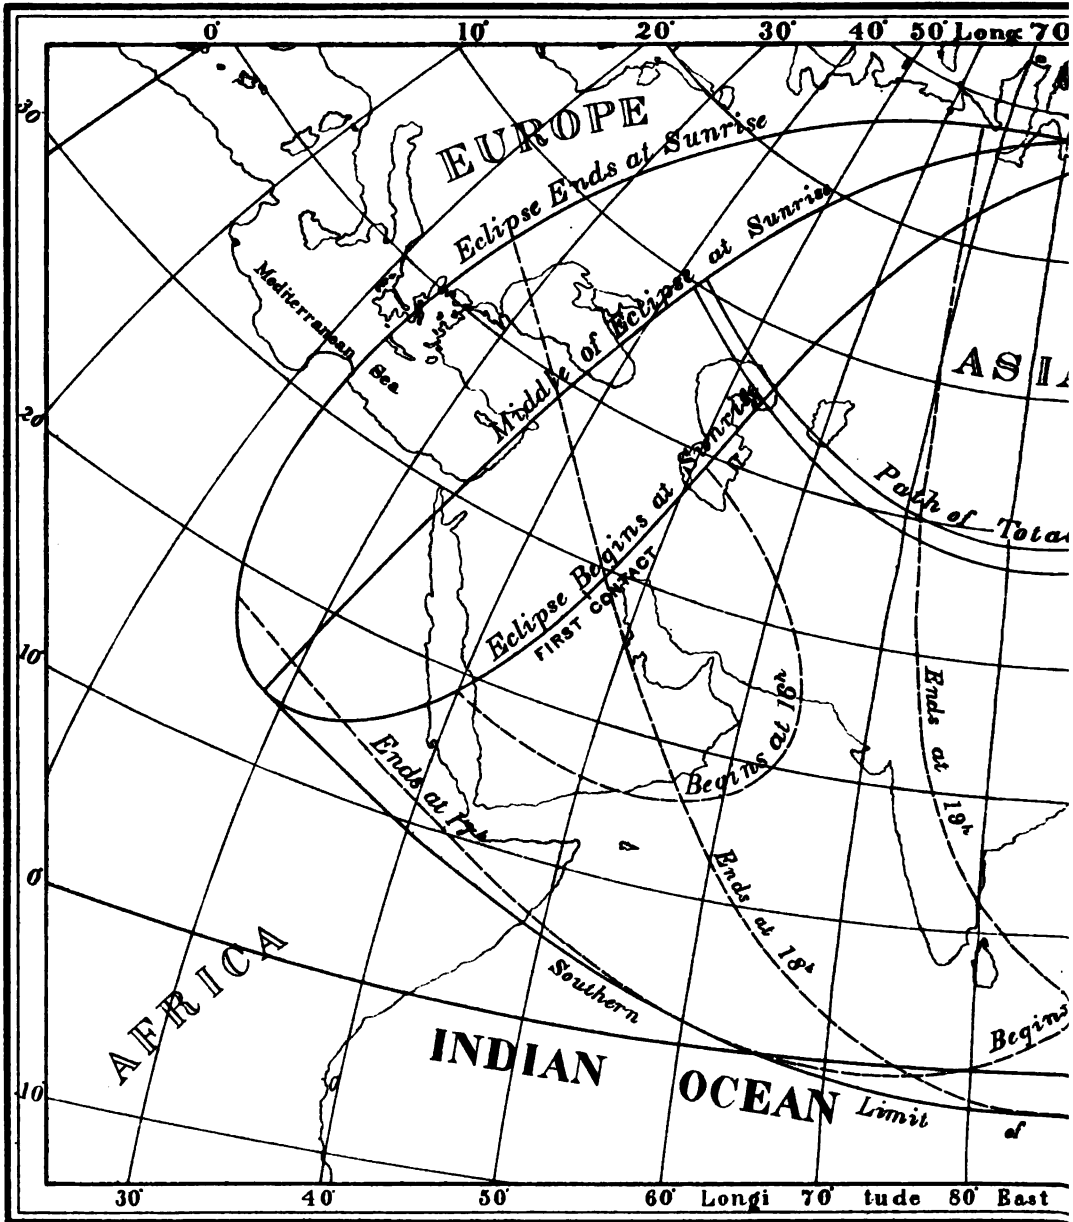 0° 10° 20° 30° 40° 50° Long. 70
30°
EUROPE
Eclipse Ends at Sunrise
Middle of Eclipse at Sunrise
Mediterranean
Sea
ASIA
20°
Path of Tota
Eclipse Begins at Sunrise
FIRST CONTACT
10°
Begins at 18ʰ
Ends at 19ʰ
Ends at 17ʰ
Ends at 18ʰ
0°
AFRICA
Southern
Begins
INDIAN OCEAN
Limit
of
10°
30° 40° 50° 60° Longi 70° tude 80° East